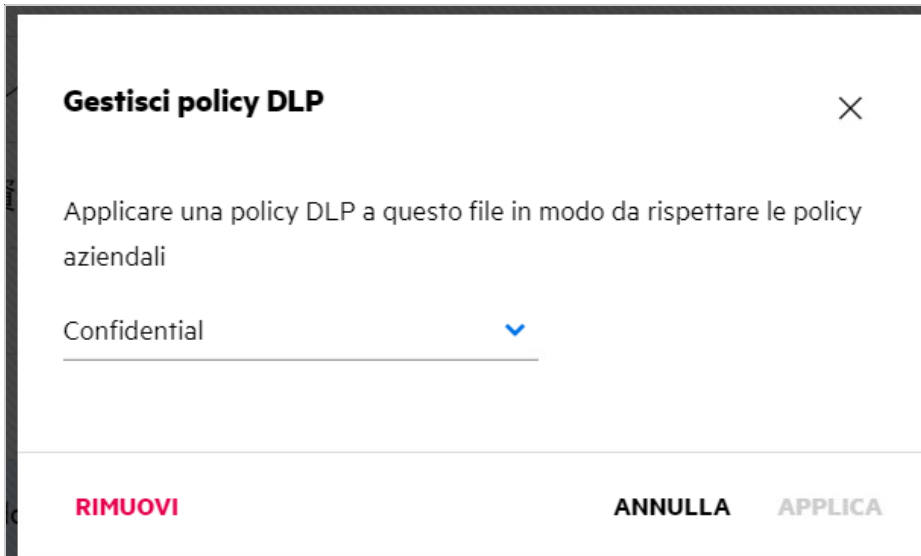 Gestisci policy DLP
Applicare una policy DLP a questo file in modo da rispettare le policy
aziendali
Confidential
RIMUOVI ANNULLA APPLICA